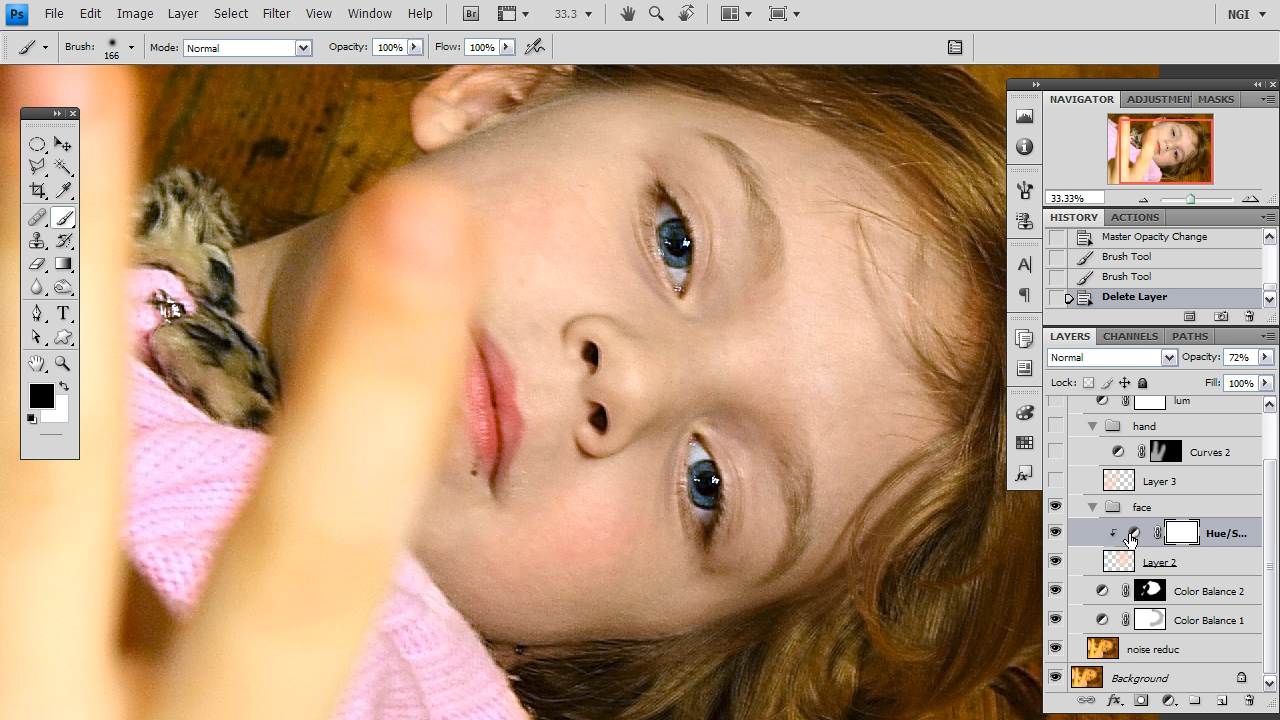 Ps File Edit Image Layer Select Filter View Window Help Br 33.3 NGI
Brush: 166 Mode: Normal Opacity: 100% Flow: 100%
NAVIGATOR ADJUSTMEN MASKS
33.33%
HISTORY ACTIONS
Master Opacity Change
Brush Tool
Brush Tool
Delete Layer
LAYERS CHANNELS PATHS
Normal Opacity: 72%
Lock: Fill: 100%
lum
hand
Curves 2
Layer 3
face
Hue/S...
Layer 2
Color Balance 2
Color Balance 1
noise reduc
Background
fx